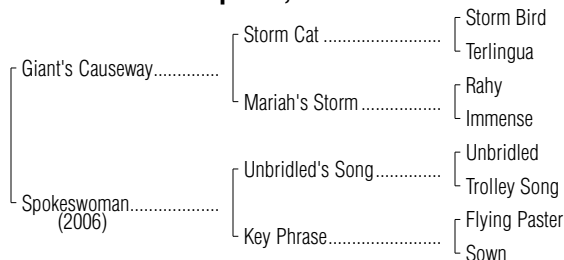 Storm Bird
Storm Cat ....................
Terlingua
Giant's Causeway..............
Rahy
Mariah's Storm .................
Immense
Unbridled
Unbridled's Song..............
Trolley Song
Spokeswoman...................
(2006)
Flying Paster
Key Phrase........................
Sown